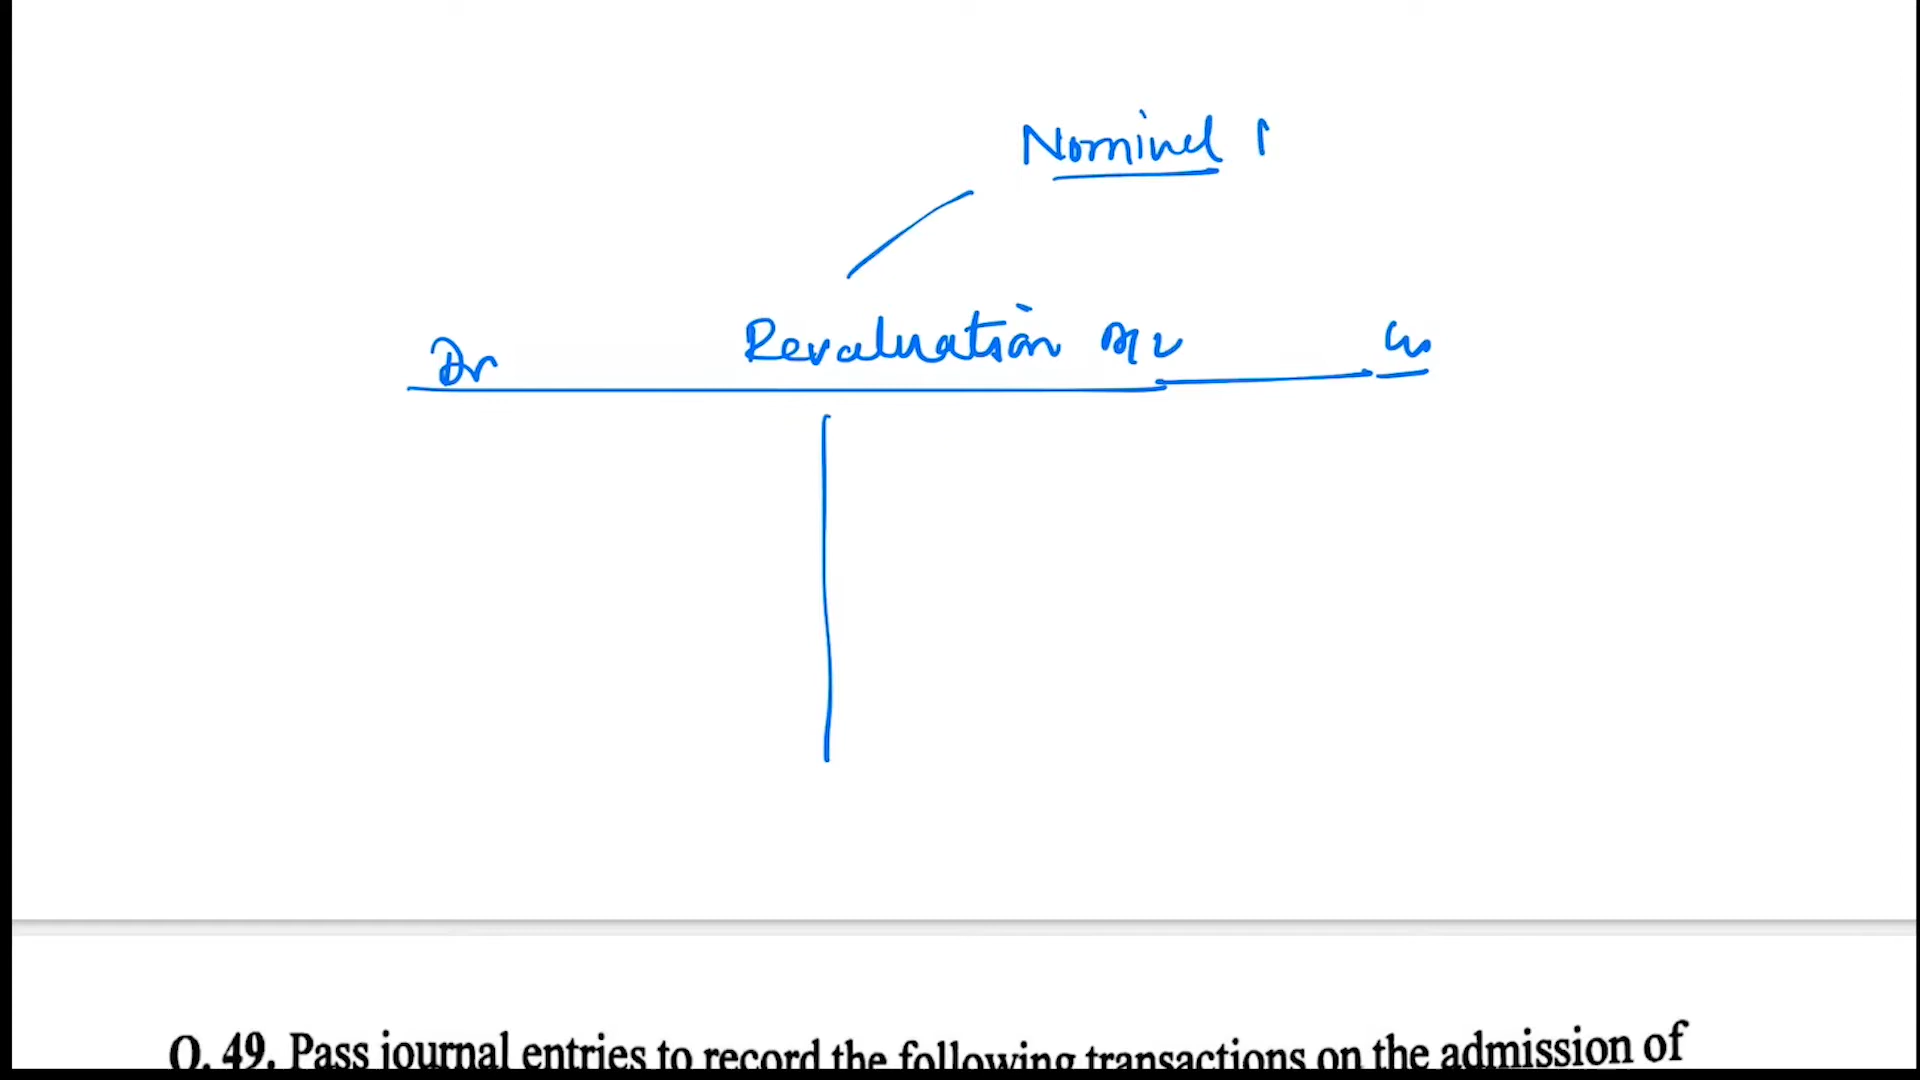 Nominal
Dr Revaluation A/c Cr
Q. 49. Pass journal entries to record the following transactions on the admission of